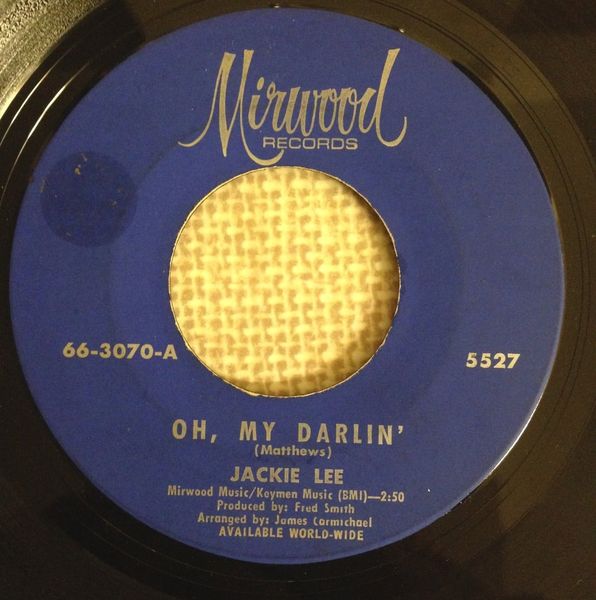 Mirwood
RECORDS
66-3070-A
5527
OH, MY DARLIN'
(Matthews)
JACKIE LEE
Mirwood Music/Keymen Music (BMI)—2:50
Produced by: Fred Smith
Arranged by: James Carmichael
AVAILABLE WORLD-WIDE